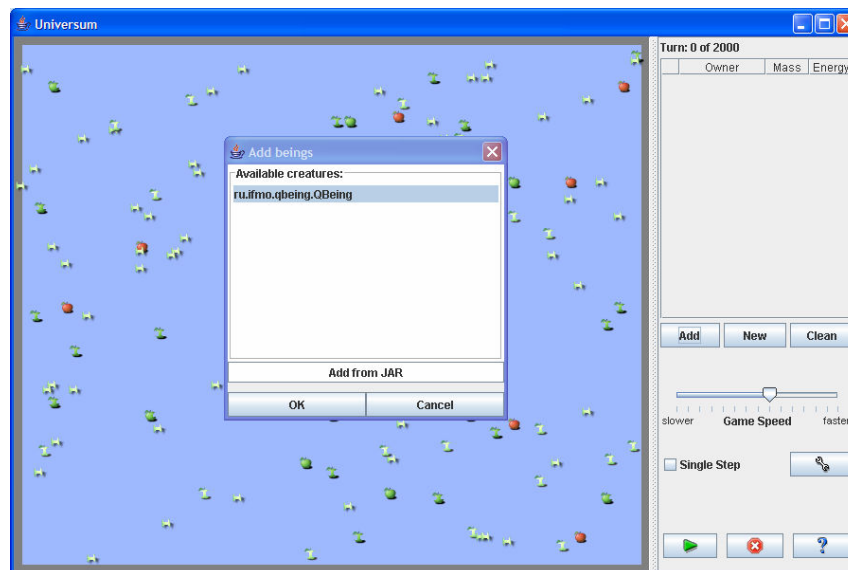 Universum
Turn: 0 of 2000
Owner Mass Energy
Add beings
Available creatures:
ru.ifmo.qbeing.QBeing
Add from JAR
OK Cancel
Add New Clean
slower Game Speed faster
Single Step
?